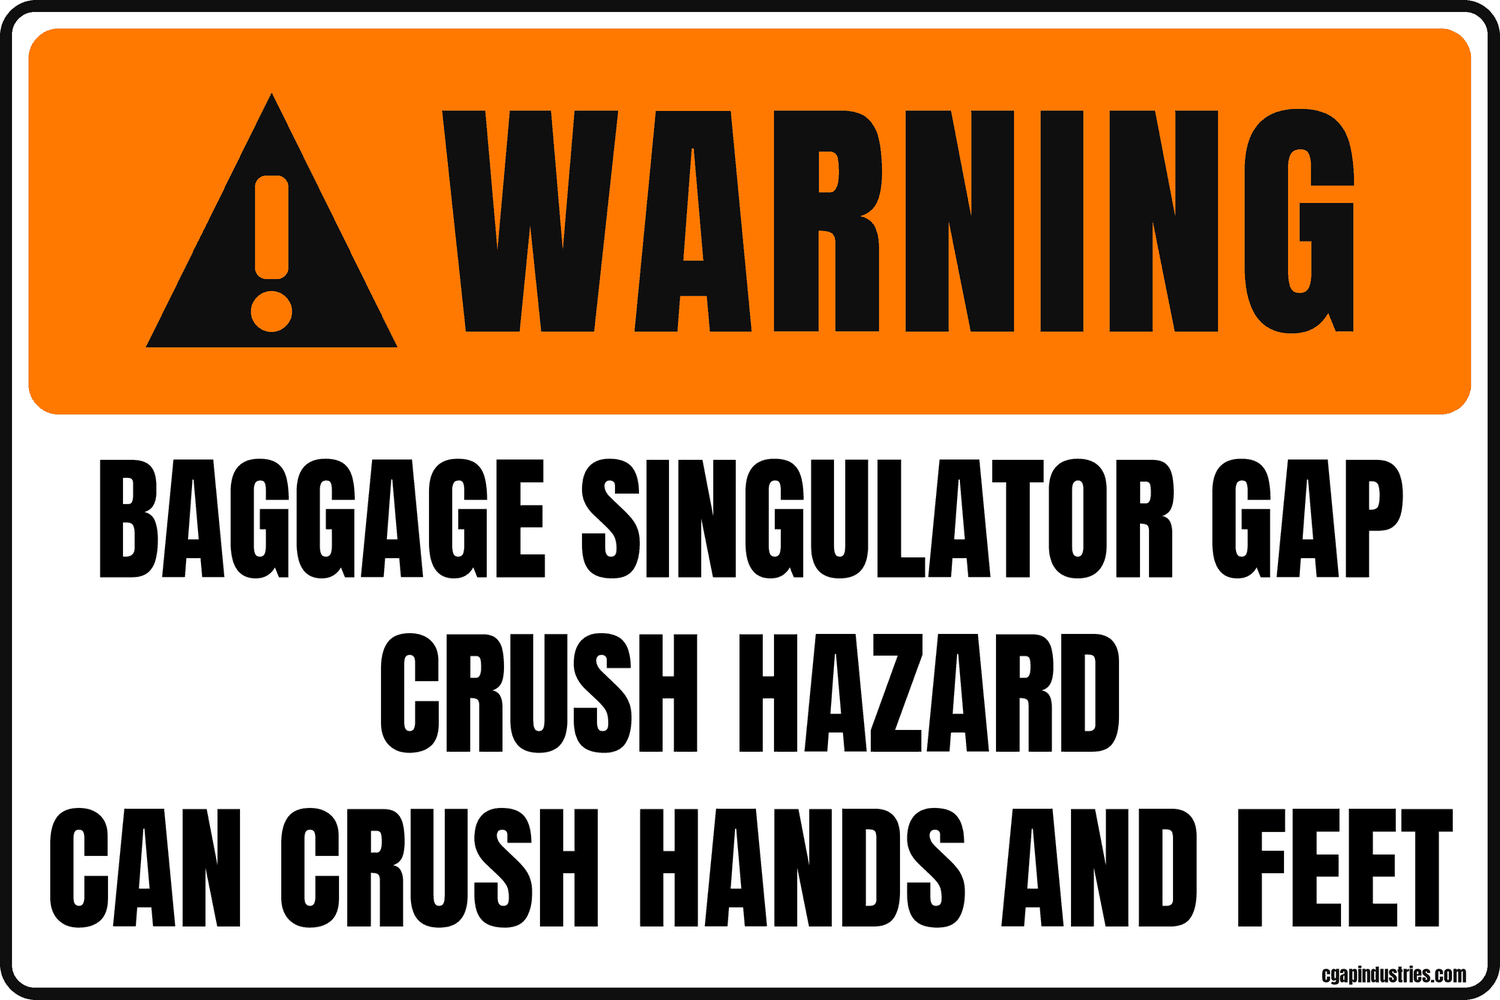 WARNING
BAGGAGE SINGULATOR GAP
CRUSH HAZARD
CAN CRUSH HANDS AND FEET
cgapindustries.com